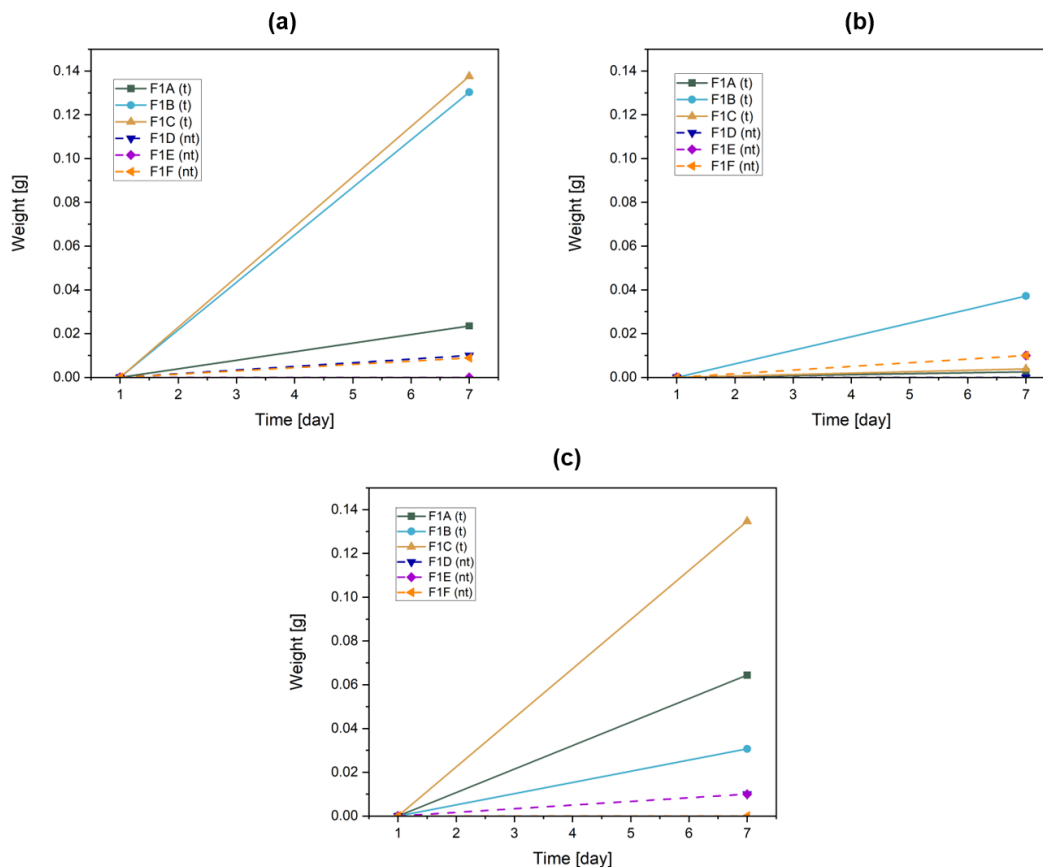 (a)
0.14
0.12
0.10
0.08
0.06
0.04
0.02
0.00
Weight [g]
F1A (t)
F1B (t)
F1C (t)
F1D (nt)
F1E (nt)
F1F (nt)
1 2 3 4 5 6 7
Time [day]
(b)
0.14
0.12
0.10
0.08
0.06
0.04
0.02
0.00
Weight [g]
F1A (t)
F1B (t)
F1C (t)
F1D (nt)
F1E (nt)
F1F (nt)
1 2 3 4 5 6 7
Time [day]
(c)
0.14
0.12
0.10
0.08
0.06
0.04
0.02
0.00
Weight [g]
F1A (t)
F1B (t)
F1C (t)
F1D (nt)
F1E (nt)
F1F (nt)
1 2 3 4 5 6 7
Time [day]